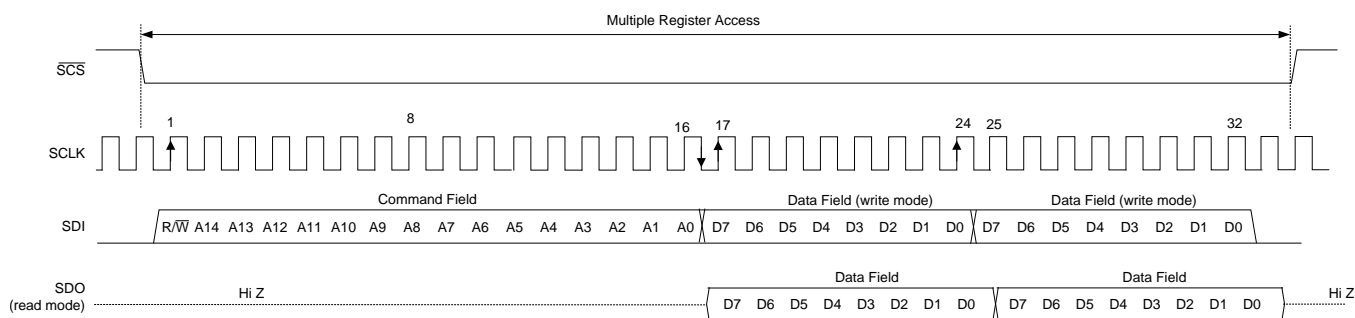 Multiple Register Access
SCS
1 8 16 17 24 25 32
SCLK
Command Field Data Field (write mode) Data Field (write mode)
SDI R/W A14 A13 A12 A11 A10 A9 A8 A7 A6 A5 A4 A3 A2 A1 A0 D7 D6 D5 D4 D3 D2 D1 D0 D7 D6 D5 D4 D3 D2 D1 D0
Data Field Data Field
SDO Hi Z Hi Z
(read mode) D7 D6 D5 D4 D3 D2 D1 D0 D7 D6 D5 D4 D3 D2 D1 D0